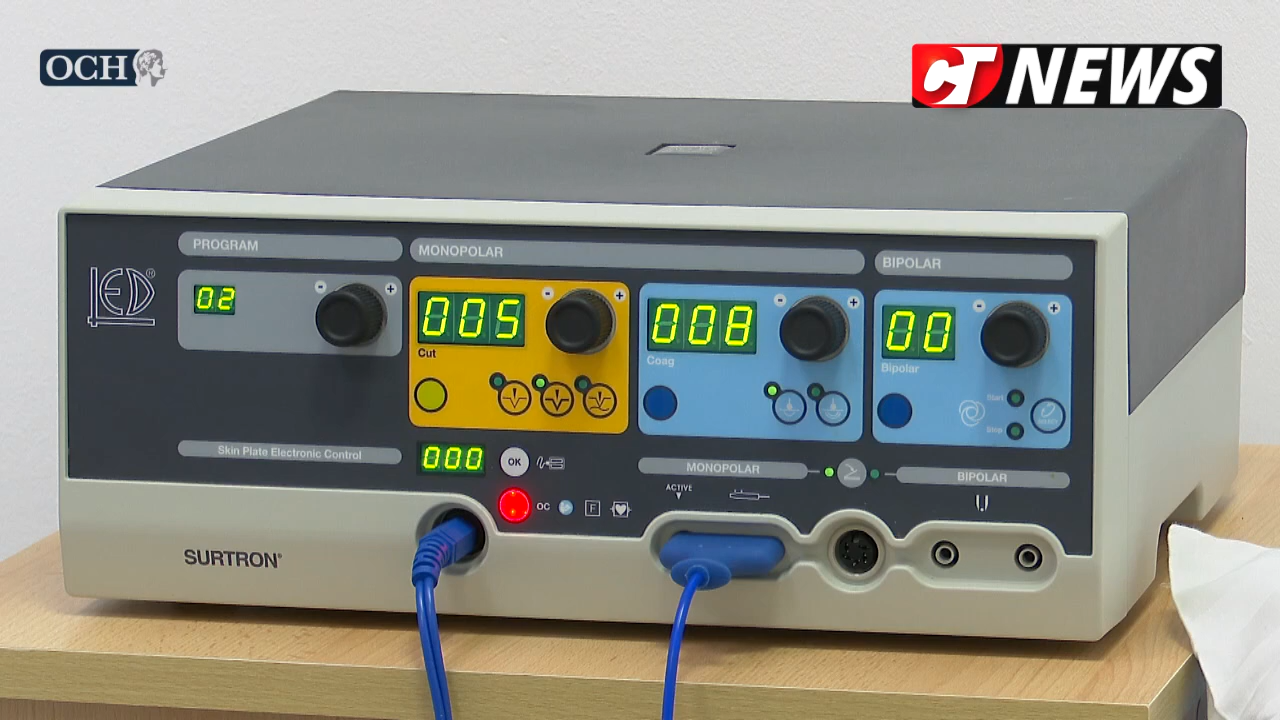 OCH
CT NEWS
PROGRAM
MONOPOLAR
BIPOLAR
LED®
02
- +
005
- +
008
- +
00
- +
Cut
Coag
Bipolar
Start
Stop
Skin Plate Electronic Control
000
OK
MONOPOLAR
BIPOLAR
ACTIVE
OC
F
SURTRON®